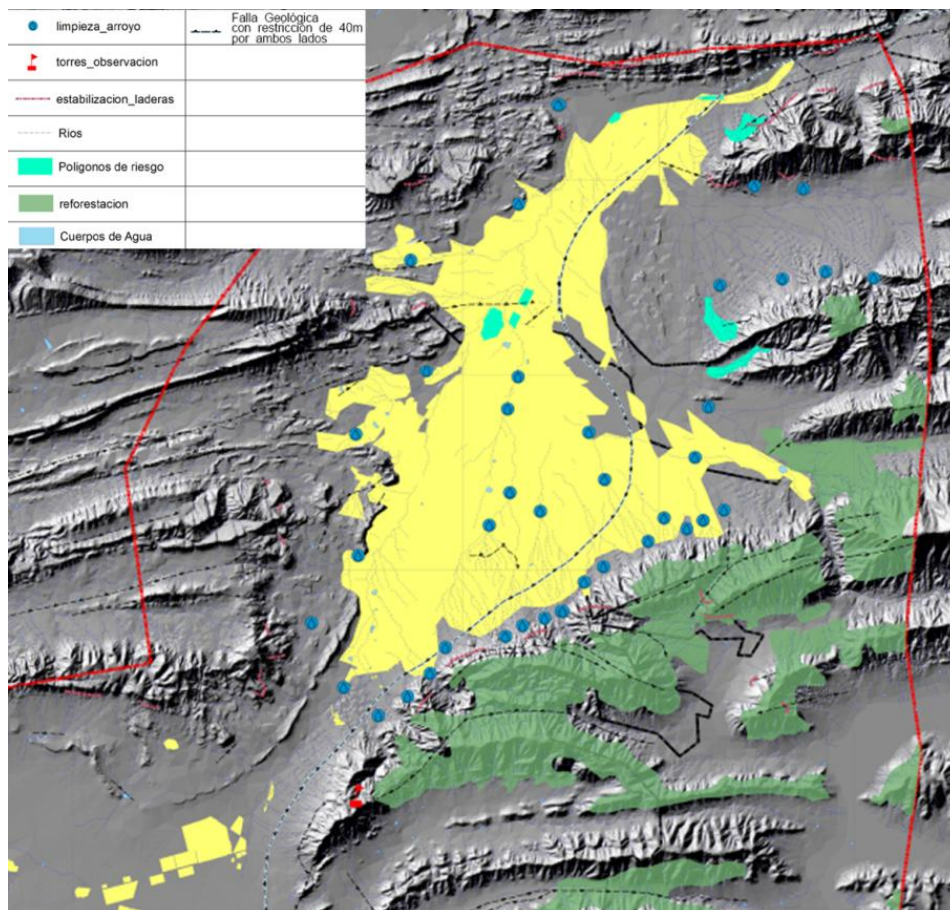 limpieza_arroyo
Falla Geológica
con restricción de 40m
por ambos lados
torres_observacion
estabilizacion_laderas
Rios
Poligonos de riesgo
reforestacion
Cuerpos de Agua